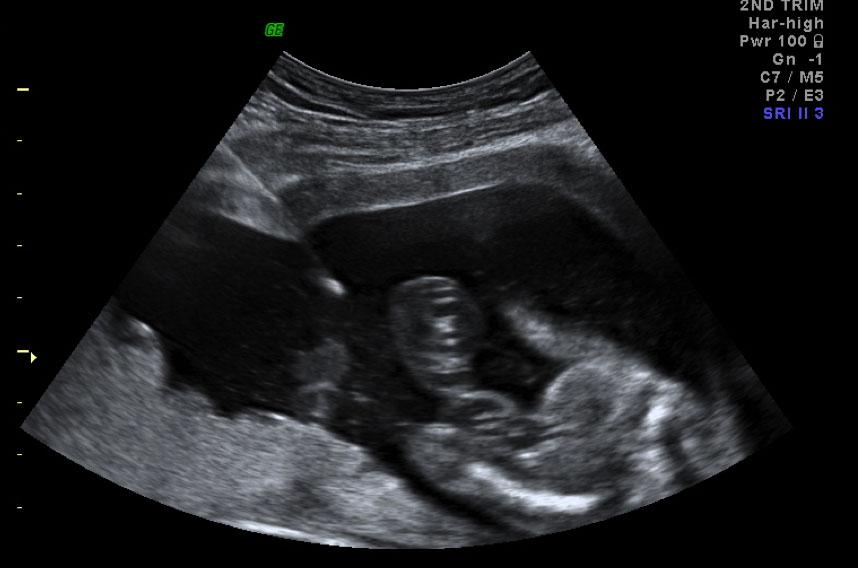 GE
2ND TRIM
Har-high
Pwr 100
Gn -1
C7 / M5
P2 / E3
SRI II 3